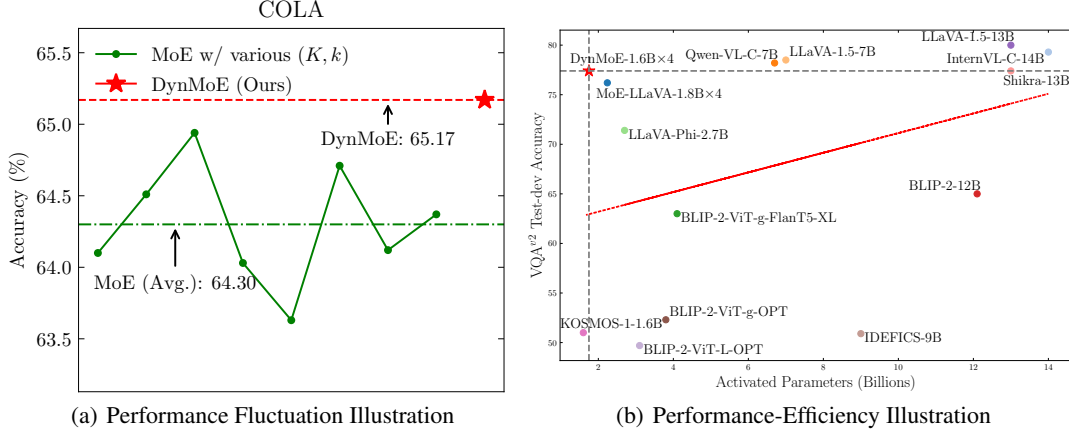 COLA
MoE w/ various (K, k)
DynMoE (Ours)
DynMoE: 65.17
MoE (Avg.): 64.30
Accuracy (%)
65.5
65.0
64.5
64.0
63.5
(a) Performance Fluctuation Illustration
LLaVA-1.5-13B
DynMoE-1.6B×4
Qwen-VL-C-7B
LLaVA-1.5-7B
InternVL-C-14B
Shikra-13B
MoE-LLaVA-1.8B×4
LLaVA-Phi-2.7B
BLIP-2-12B
BLIP-2-ViT-g-FlanT5-XL
BLIP-2-ViT-g-OPT
KOSMOS-1-1.6B
IDEFICS-9B
BLIP-2-ViT-L-OPT
VQA^{v2} Test-dev Accuracy
80
75
70
65
60
55
50
2 4 6 8 10 12 14
Activated Parameters (Billions)
(b) Performance-Efficiency Illustration